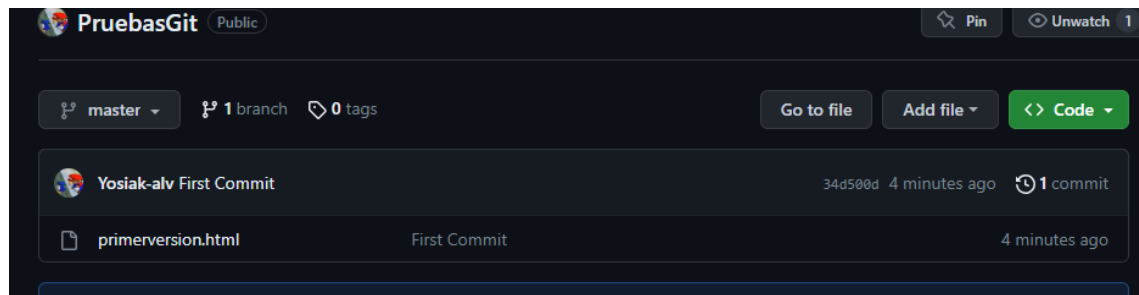 PruebasGit Public Pin Unwatch 1
master 1 branch 0 tags Go to file Add file <> Code
Yosiak-alv First Commit 34d500d 4 minutes ago 1 commit
primerversion.html First Commit 4 minutes ago